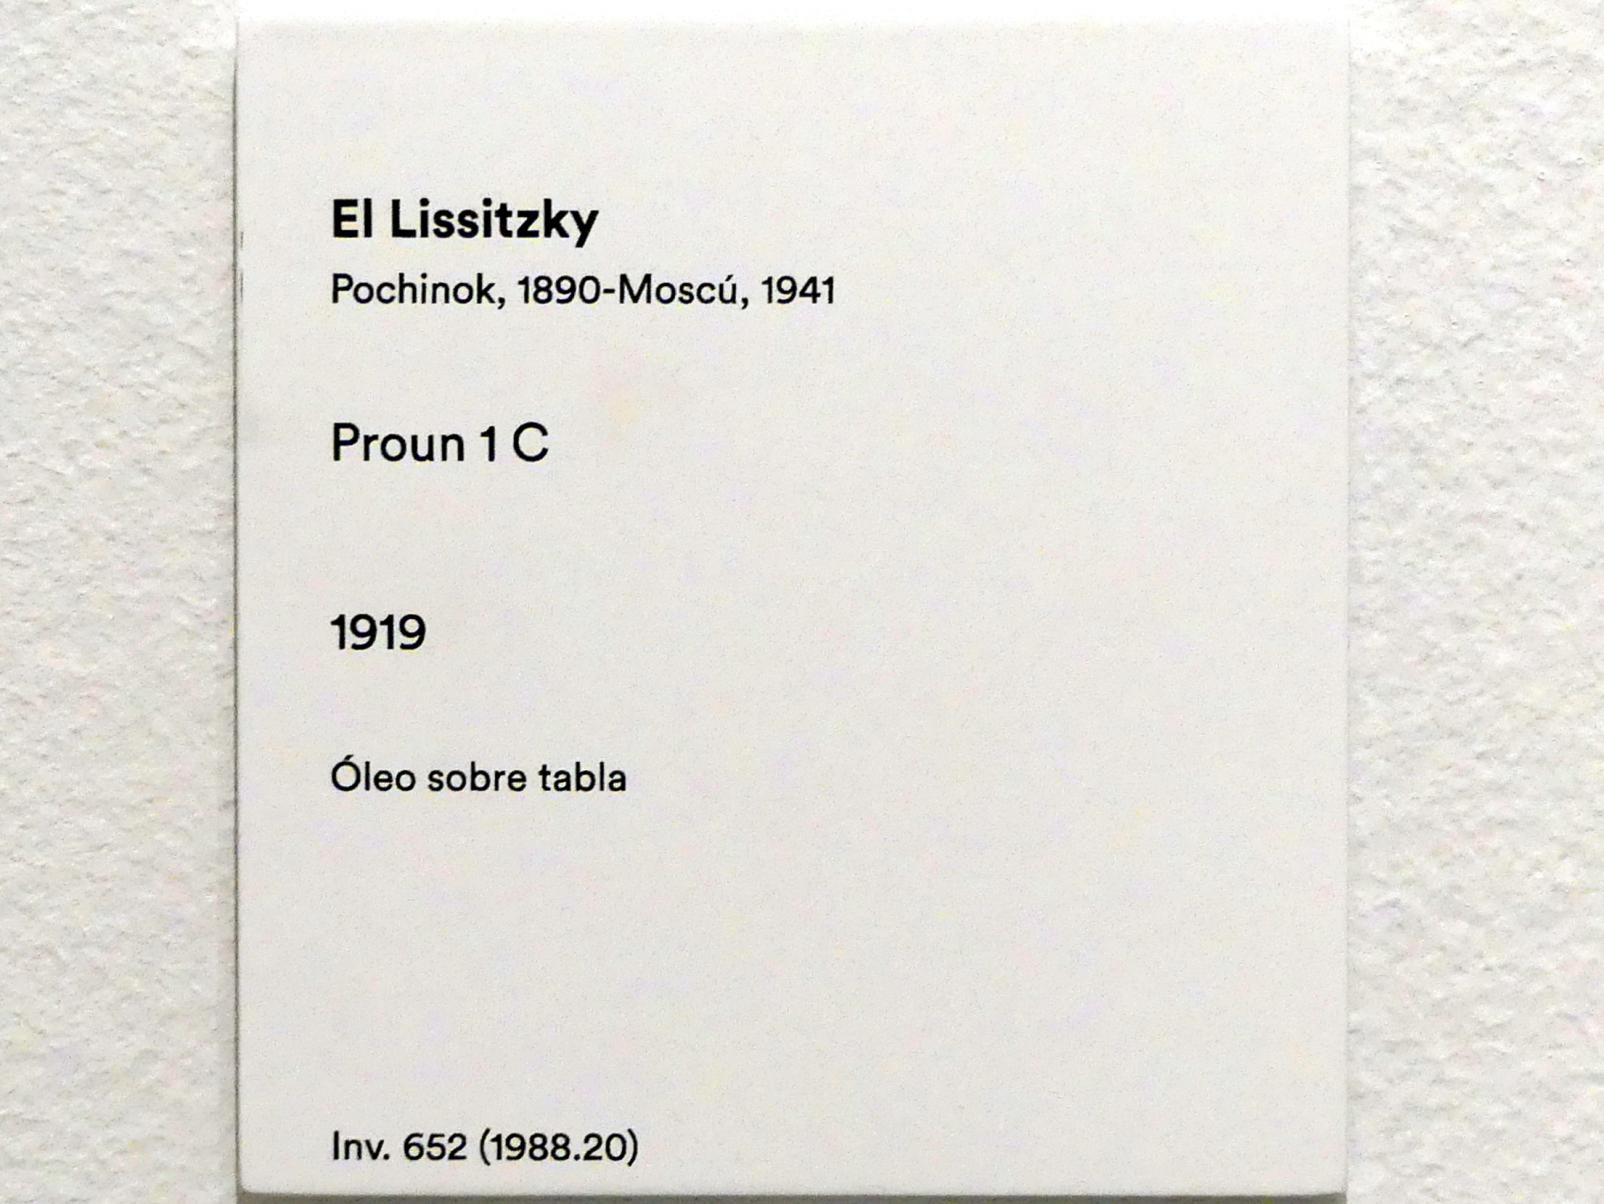 El Lissitzky
Pochinok, 1890-Moscú, 1941
Proun 1 C
1919
Óleo sobre tabla
Inv. 652 (1988.20)